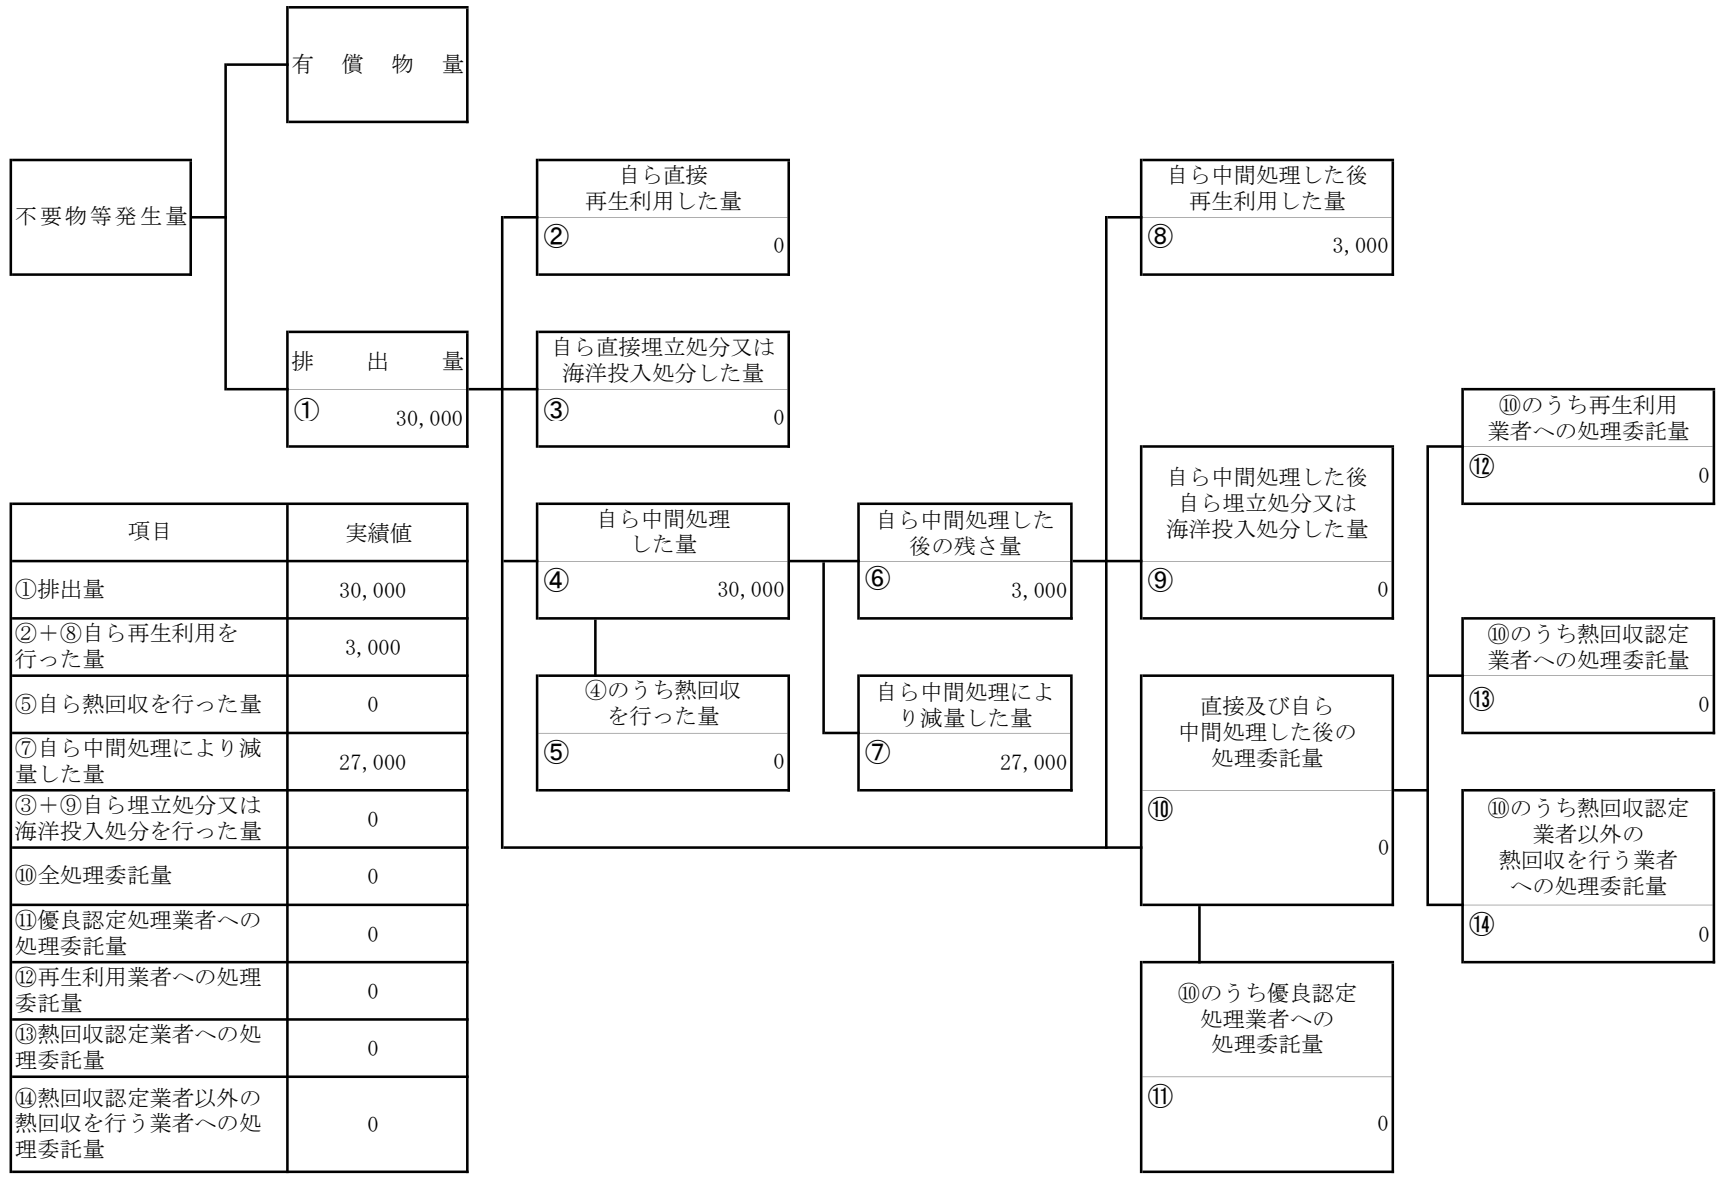 有償物量
不要物等発生量
排出量
① 30,000
自ら直接
再生利用した量
② 0
自ら直接埋立処分又は
海洋投入処分した量
③ 0
自ら中間処理
した量
④ 30,000
④のうち熱回収
を行った量
⑤ 0
自ら中間処理した
後の残さ量
⑥ 3,000
自ら中間処理によ
り減量した量
⑦ 27,000
自ら中間処理した後
再生利用した量
⑧ 3,000
自ら中間処理した後
自ら埋立処分又は
海洋投入処分した量
⑨ 0
直接及び自ら
中間処理した後の
処理委託量
⑩ 0
⑩のうち優良認定
処理業者への
処理委託量
⑪ 0
⑩のうち再生利用
業者への処理委託量
⑫ 0
⑩のうち熱回収認定
業者への処理委託量
⑬ 0
⑩のうち熱回収認定
業者以外の
熱回収を行う業者
への処理委託量
⑭ 0
項目 実績値
①排出量 30,000
②+⑧自ら再生利用を
行った量 3,000
⑤自ら熱回収を行った量 0
⑦自ら中間処理により減
量した量 27,000
③+⑨自ら埋立処分又は
海洋投入処分を行った量 0
⑩全処理委託量 0
⑪優良認定処理業者への
処理委託量 0
⑫再生利用業者への処理
委託量 0
⑬熱回収認定業者への処
理委託量 0
⑭熱回収認定業者以外の
熱回収を行う業者への処
理委託量 0